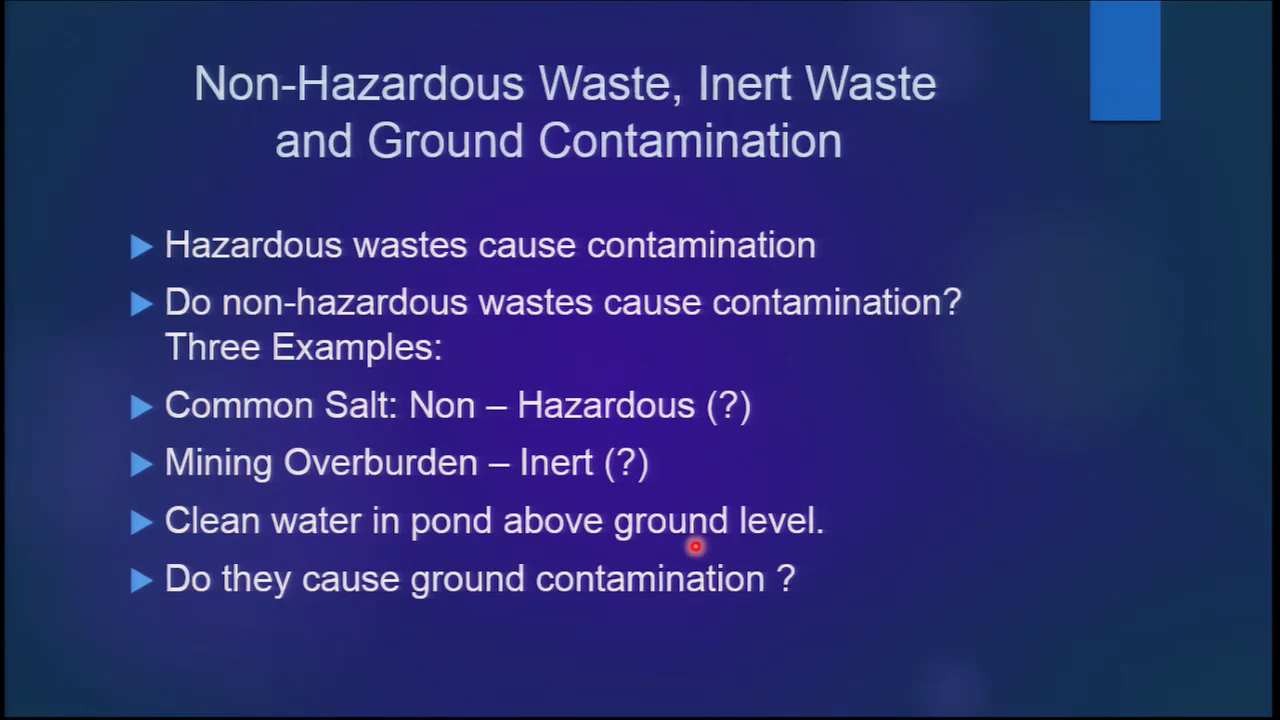 Non-Hazardous Waste, Inert Waste
and Ground Contamination
Hazardous wastes cause contamination
Do non-hazardous wastes cause contamination?
Three Examples:
Common Salt: Non – Hazardous (?)
Mining Overburden – Inert (?)
Clean water in pond above ground level.
Do they cause ground contamination ?